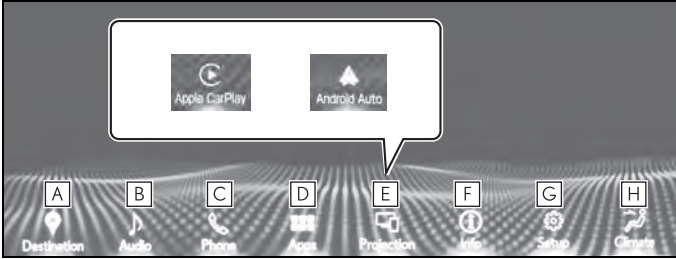 Apple CarPlay Android Auto
A B C D E F G H
Destination Audio Phone Apps Projection Info Setup Climate